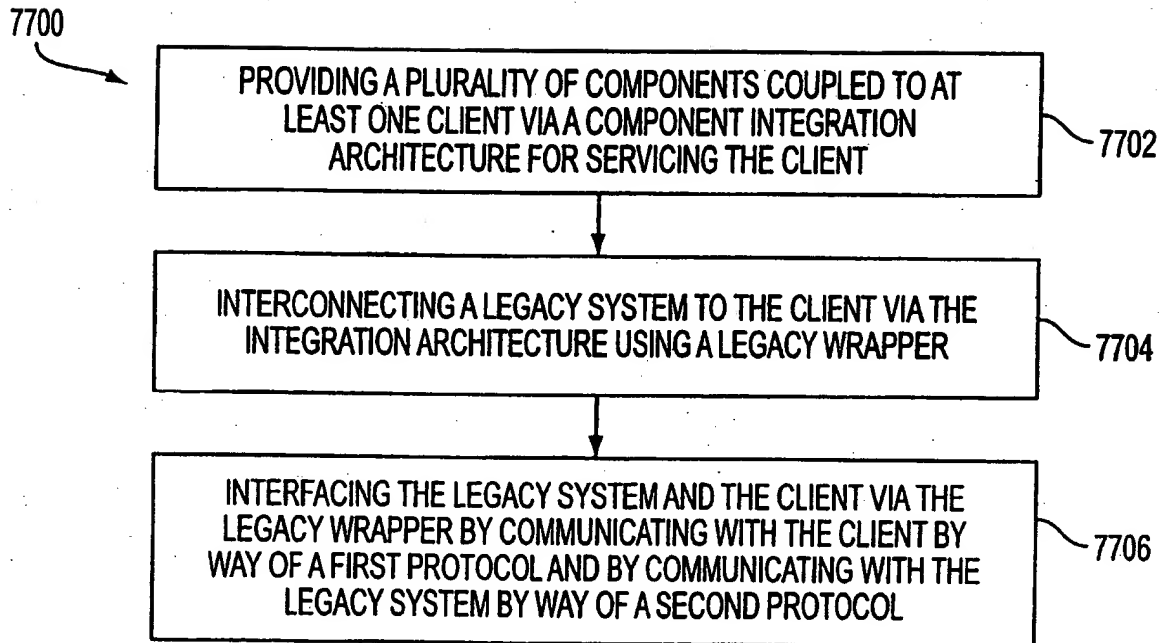 7700
PROVIDING A PLURALITY OF COMPONENTS COUPLED TO AT
LEAST ONE CLIENT VIA A COMPONENT INTEGRATION
ARCHITECTURE FOR SERVICING THE CLIENT
7702
INTERCONNECTING A LEGACY SYSTEM TO THE CLIENT VIA THE
INTEGRATION ARCHITECTURE USING A LEGACY WRAPPER
7704
INTERFACING THE LEGACY SYSTEM AND THE CLIENT VIA THE
LEGACY WRAPPER BY COMMUNICATING WITH THE CLIENT BY
WAY OF A FIRST PROTOCOL AND BY COMMUNICATING WITH THE
LEGACY SYSTEM BY WAY OF A SECOND PROTOCOL
7706